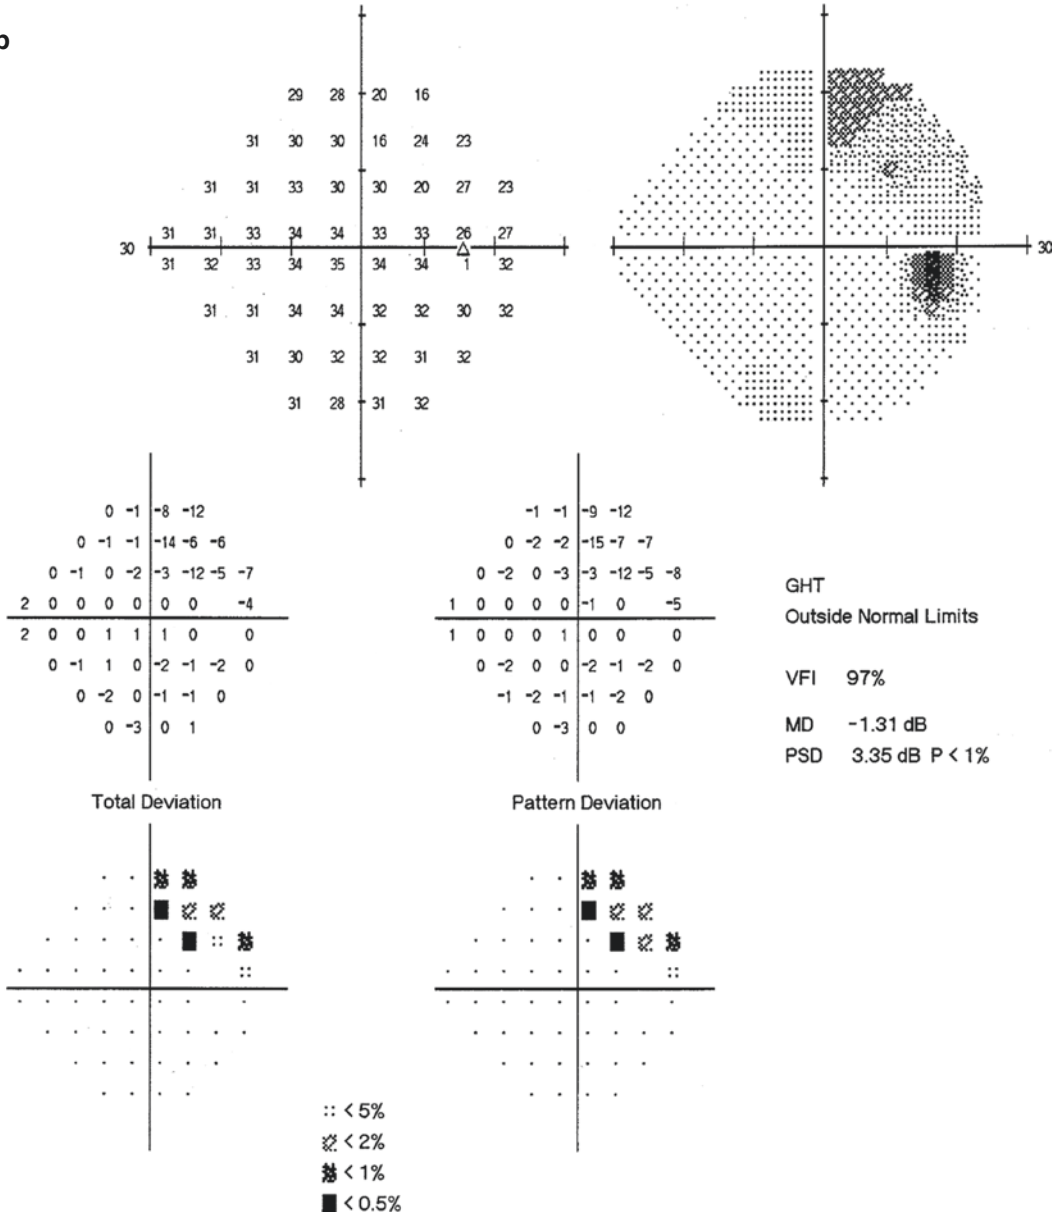 b
29 28 20 16
31 30 30 16 24 23
31 31 33 30 30 20 27 23
31 31 33 34 34 33 33 26 27
30 30
31 32 33 34 35 34 34 1 32
31 31 34 34 32 32 30 32
31 30 32 32 31 32
31 28 31 32
0 -1 -8 -12
0 -1 -1 -14 -6 -6
0 -1 0 -2 -3 -12 -5 -7
2 0 0 0 0 0 0 -4
2 0 0 1 1 1 0 0
0 -1 1 0 -2 -1 -2 0
0 -2 0 -1 -1 0
0 -3 0 1
Total Deviation
-1 -1 -9 -12
0 -2 -2 -15 -7 -7
0 -2 0 -3 -3 -12 -5 -8
1 0 0 0 0 -1 0 -5
1 0 0 0 1 0 0 0
0 -2 0 0 -2 -1 -2 0
-1 -2 -1 -1 -2 0
0 -3 0 0
Pattern Deviation
GHT
Outside Normal Limits
VFI 97%
MD -1.31 dB
PSD 3.35 dB P < 1%
< 5%
< 2%
< 1%
< 0.5%